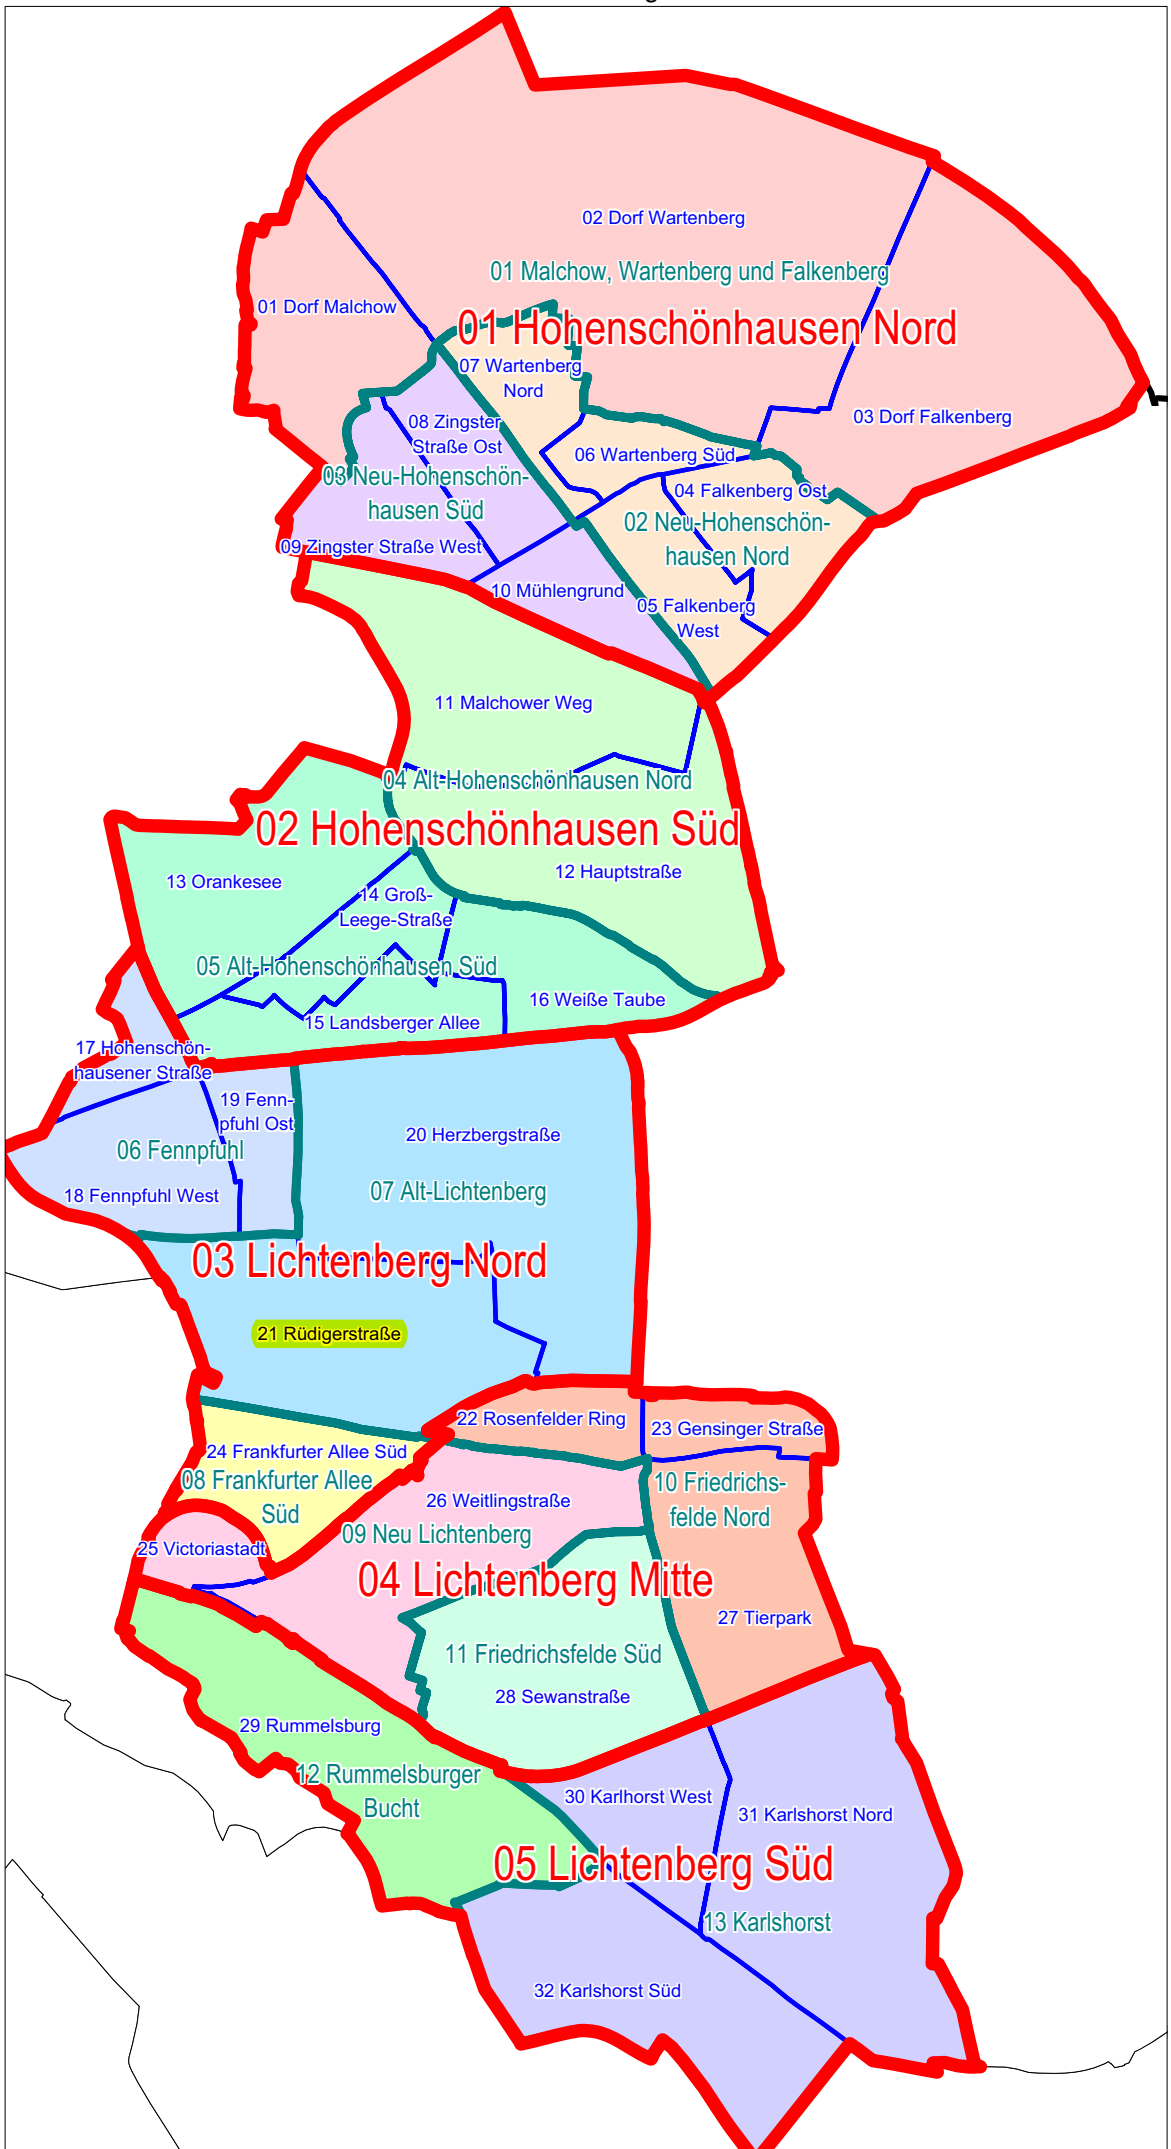 02 Dorf Wartenberg
01 Malchow, Wartenberg und Falkenberg
01 Dorf Malchow
01 Hohenschönhausen Nord
07 Wartenberg
Nord
03 Dorf Falkenberg
08 Zingster
Straße Ost
06 Wartenberg Süd
03 Neu-Hohenschön-
hausen Süd
04 Falkenberg Ost
02 Neu-Hohenschön-
hausen Nord
09 Zingster Straße West
10 Mühlengrund
05 Falkenberg
West
11 Malchower Weg
04 Alt-Hohenschönhausen Nord
02 Hohenschönhausen Süd
12 Hauptstraße
13 Orankesee
14 Groß-
Leege-Straße
05 Alt-Hohenschönhausen Süd
16 Weiße Taube
15 Landsberger Allee
17 Hohenschön-
hausener Straße
19 Fenn-
pfuhl Ost
20 Herzbergstraße
06 Fennpfuhl
18 Fennpfuhl West
07 Alt-Lichtenberg
03 Lichtenberg Nord
21 Rüdigerstraße
22 Rosenfelder Ring
23 Gensinger Straße
24 Frankfurter Allee Süd
08 Frankfurter Allee
Süd
10 Friedrichs-
felde Nord
26 Weitlingstraße
09 Neu Lichtenberg
25 Victoriastadt
04 Lichtenberg Mitte
27 Tierpark
11 Friedrichsfelde Süd
28 Sewanstraße
29 Rummelsburg
12 Rummelsburger
Bucht
30 Karlhorst West
31 Karlshorst Nord
05 Lichtenberg Süd
13 Karlshorst
32 Karlshorst Süd